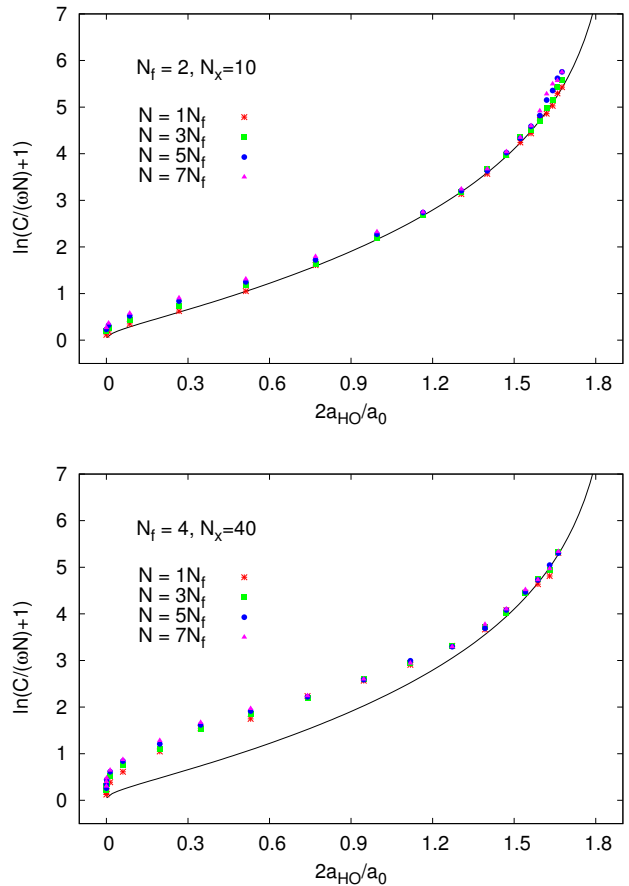 7
6
5
4
3
2
1
0
ln(C/(ωN)+1)
N_f = 2, N_x=10
N = 1N_f
N = 3N_f
N = 5N_f
N = 7N_f
0 0.3 0.6 0.9 1.2 1.5 1.8
2a_HO/a_0
7
6
5
4
3
2
1
0
ln(C/(ωN)+1)
N_f = 4, N_x=40
N = 1N_f
N = 3N_f
N = 5N_f
N = 7N_f
0 0.3 0.6 0.9 1.2 1.5 1.8
2a_HO/a_0